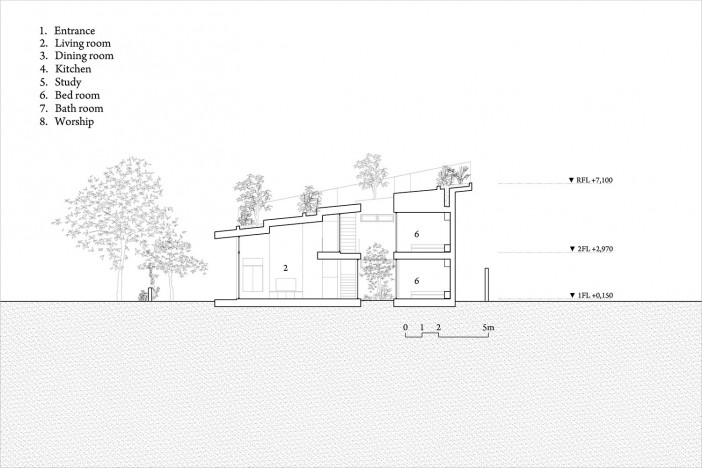 1. Entrance
2. Living room
3. Dining room
4. Kitchen
5. Study
6. Bed room
7. Bath room
8. Worship
▼ RFL +7,100
6
▼ 2FL +2,970
2
6
▼ 1FL +0,150
0 1 2 5m